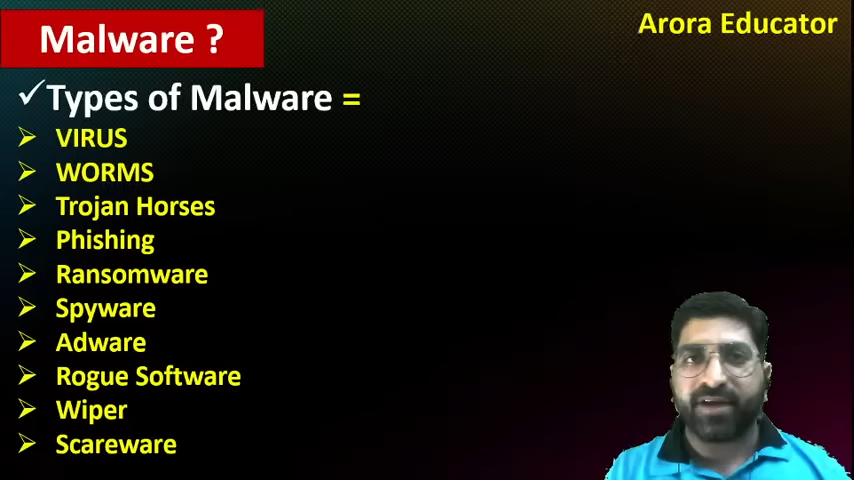 Malware ?
Arora Educator
✓Types of Malware =
➢ VIRUS
➢ WORMS
➢ Trojan Horses
➢ Phishing
➢ Ransomware
➢ Spyware
➢ Adware
➢ Rogue Software
➢ Wiper
➢ Scareware